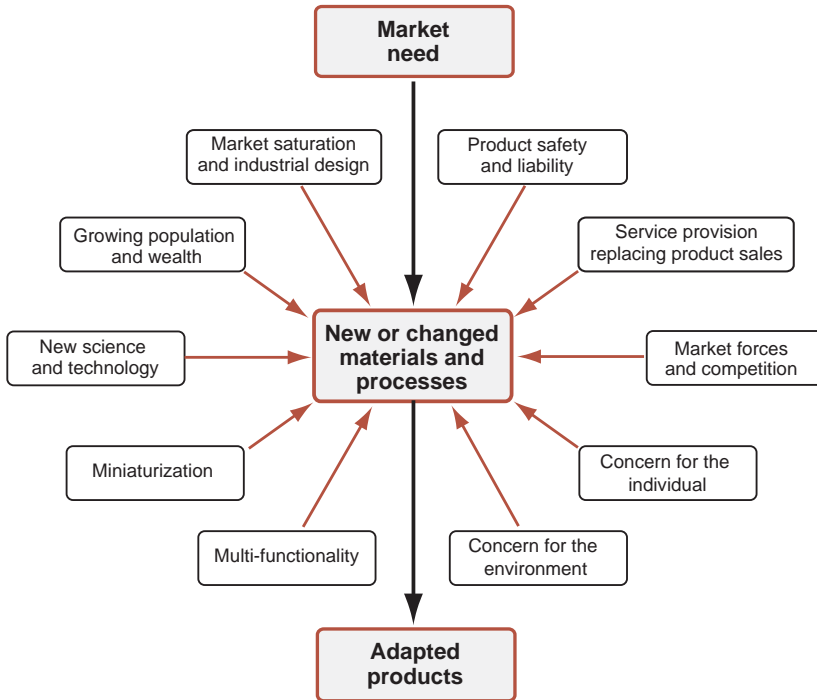 Market
need
Market saturation
and industrial design
Product safety
and liability
Growing population
and wealth
Service provision
replacing product sales
New or changed
materials and
processes
New science
and technology
Market forces
and competition
Miniaturization
Concern for the
individual
Multi-functionality
Concern for the
environment
Adapted
products